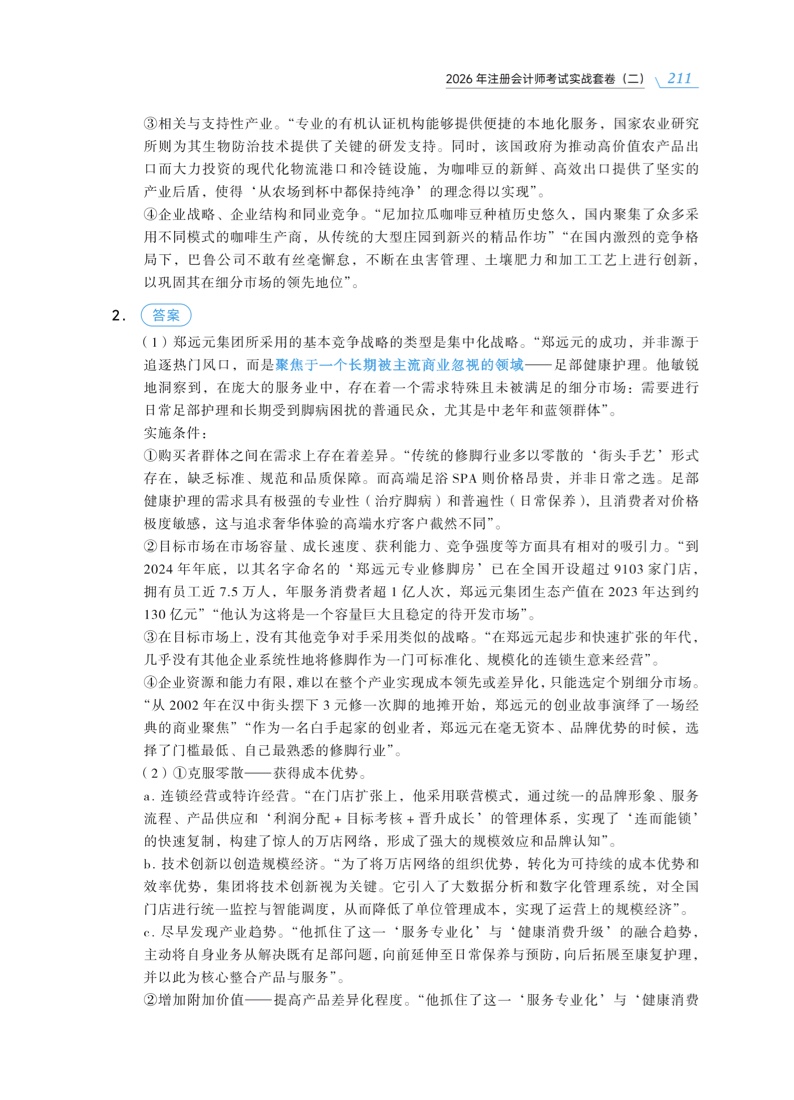 2026 年注册会计师考试实战套卷（二） 211
③相关与支持性产业。“专业的有机认证机构能够提供便捷的本地化服务，国家农业研究
所则为其生物防治技术提供了关键的研发支持。同时，该国政府为推动高价值农产品出
口而大力投资的现代化物流港口和冷链设施，为咖啡豆的新鲜、高效出口提供了坚实的
产业后盾，使得‘从农场到杯中都保持纯净’的理念得以实现”。
④企业战略、企业结构和同业竞争。“尼加拉瓜咖啡豆种植历史悠久，国内聚集了众多采
用不同模式的咖啡生产商，从传统的大型庄园到新兴的精品作坊”“在国内激烈的竞争格
局下，巴鲁公司不敢有丝毫懈怠，不断在虫害管理、土壤肥力和加工工艺上进行创新，
以巩固其在细分市场的领先地位”。
2. 答案
（1）郑远元集团所采用的基本竞争战略的类型是集中化战略。“郑远元的成功，并非源于
追逐热门风口，而是聚焦于一个长期被主流商业忽视的领域——足部健康护理。他敏锐
地洞察到，在庞大的服务业中，存在着一个需求特殊且未被满足的细分市场：需要进行
日常足部护理和长期受到脚病困扰的普通民众，尤其是中老年和蓝领群体”。
实施条件：
①购买者群体之间在需求上存在着差异。“传统的修脚行业多以零散的‘街头手艺’形式
存在，缺乏标准、规范和品质保障。而高端足浴 SPA 则价格昂贵，并非日常之选。足部
健康护理的需求具有极强的专业性（治疗脚病）和普遍性（日常保养），且消费者对价格
极度敏感，这与追求奢华体验的高端水疗客户截然不同”。
②目标市场在市场容量、成长速度、获利能力、竞争强度等方面具有相对的吸引力。“到
2024 年年底，以其名字命名的‘郑远元专业修脚房’已在全国开设超过 9103 家门店，
拥有员工近 7.5 万人，年服务消费者超 1 亿人次，郑远元集团生态产值在 2023 年达到约
130 亿元”“他认为这将是一个容量巨大且稳定的待开发市场”。
③在目标市场上，没有其他竞争对手采用类似的战略。“在郑远元起步和快速扩张的年代，
几乎没有其他企业系统性地将修脚作为一门可标准化、规模化的连锁生意来经营”。
④企业资源和能力有限，难以在整个产业实现成本领先或差异化，只能选定个别细分市场。
“从 2002 年在汉中街头摆下 3 元修一次脚的地摊开始，郑远元的创业故事演绎了一场经
典的商业聚焦”“作为一名白手起家的创业者，郑远元在毫无资本、品牌优势的时候，选
择了门槛最低、自己最熟悉的修脚行业”。
（2）①克服零散——获得成本优势。
a. 连锁经营或特许经营。“在门店扩张上，他采用联营模式，通过统一的品牌形象、服务
流程、产品供应和‘利润分配 + 目标考核 + 晋升成长’的管理体系，实现了‘连而能锁’
的快速复制，构建了惊人的万店网络，形成了强大的规模效应和品牌认知”。
b. 技术创新以创造规模经济。“为了将万店网络的组织优势，转化为可持续的成本优势和
效率优势，集团将技术创新视为关键。它引入了大数据分析和数字化管理系统，对全国
门店进行统一监控与智能调度，从而降低了单位管理成本，实现了运营上的规模经济”。
c. 尽早发现产业趋势。“他抓住了这一‘服务专业化’与‘健康消费升级’的融合趋势，
主动将自身业务从解决既有足部问题，向前延伸至日常保养与预防，向后拓展至康复护理，
并以此为核心整合产品与服务”。
②增加附加价值——提高产品差异化程度。“他抓住了这一‘服务专业化’与‘健康消费